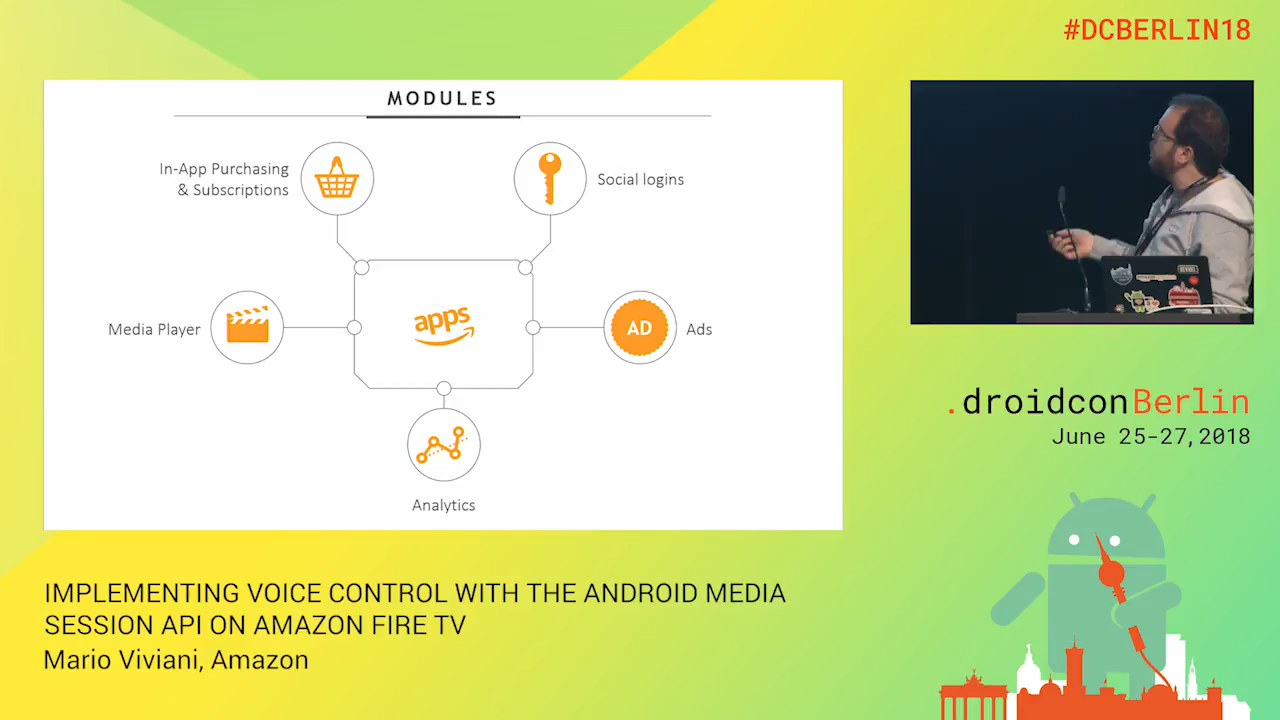 #DCBERLIN18
MODULES
In-App Purchasing
& Subscriptions
Social logins
Media Player
apps
AD
Ads
Analytics
.droidconBerlin
June 25-27,2018
IMPLEMENTING VOICE CONTROL WITH THE ANDROID MEDIA
SESSION API ON AMAZON FIRE TV
Mario Viviani, Amazon